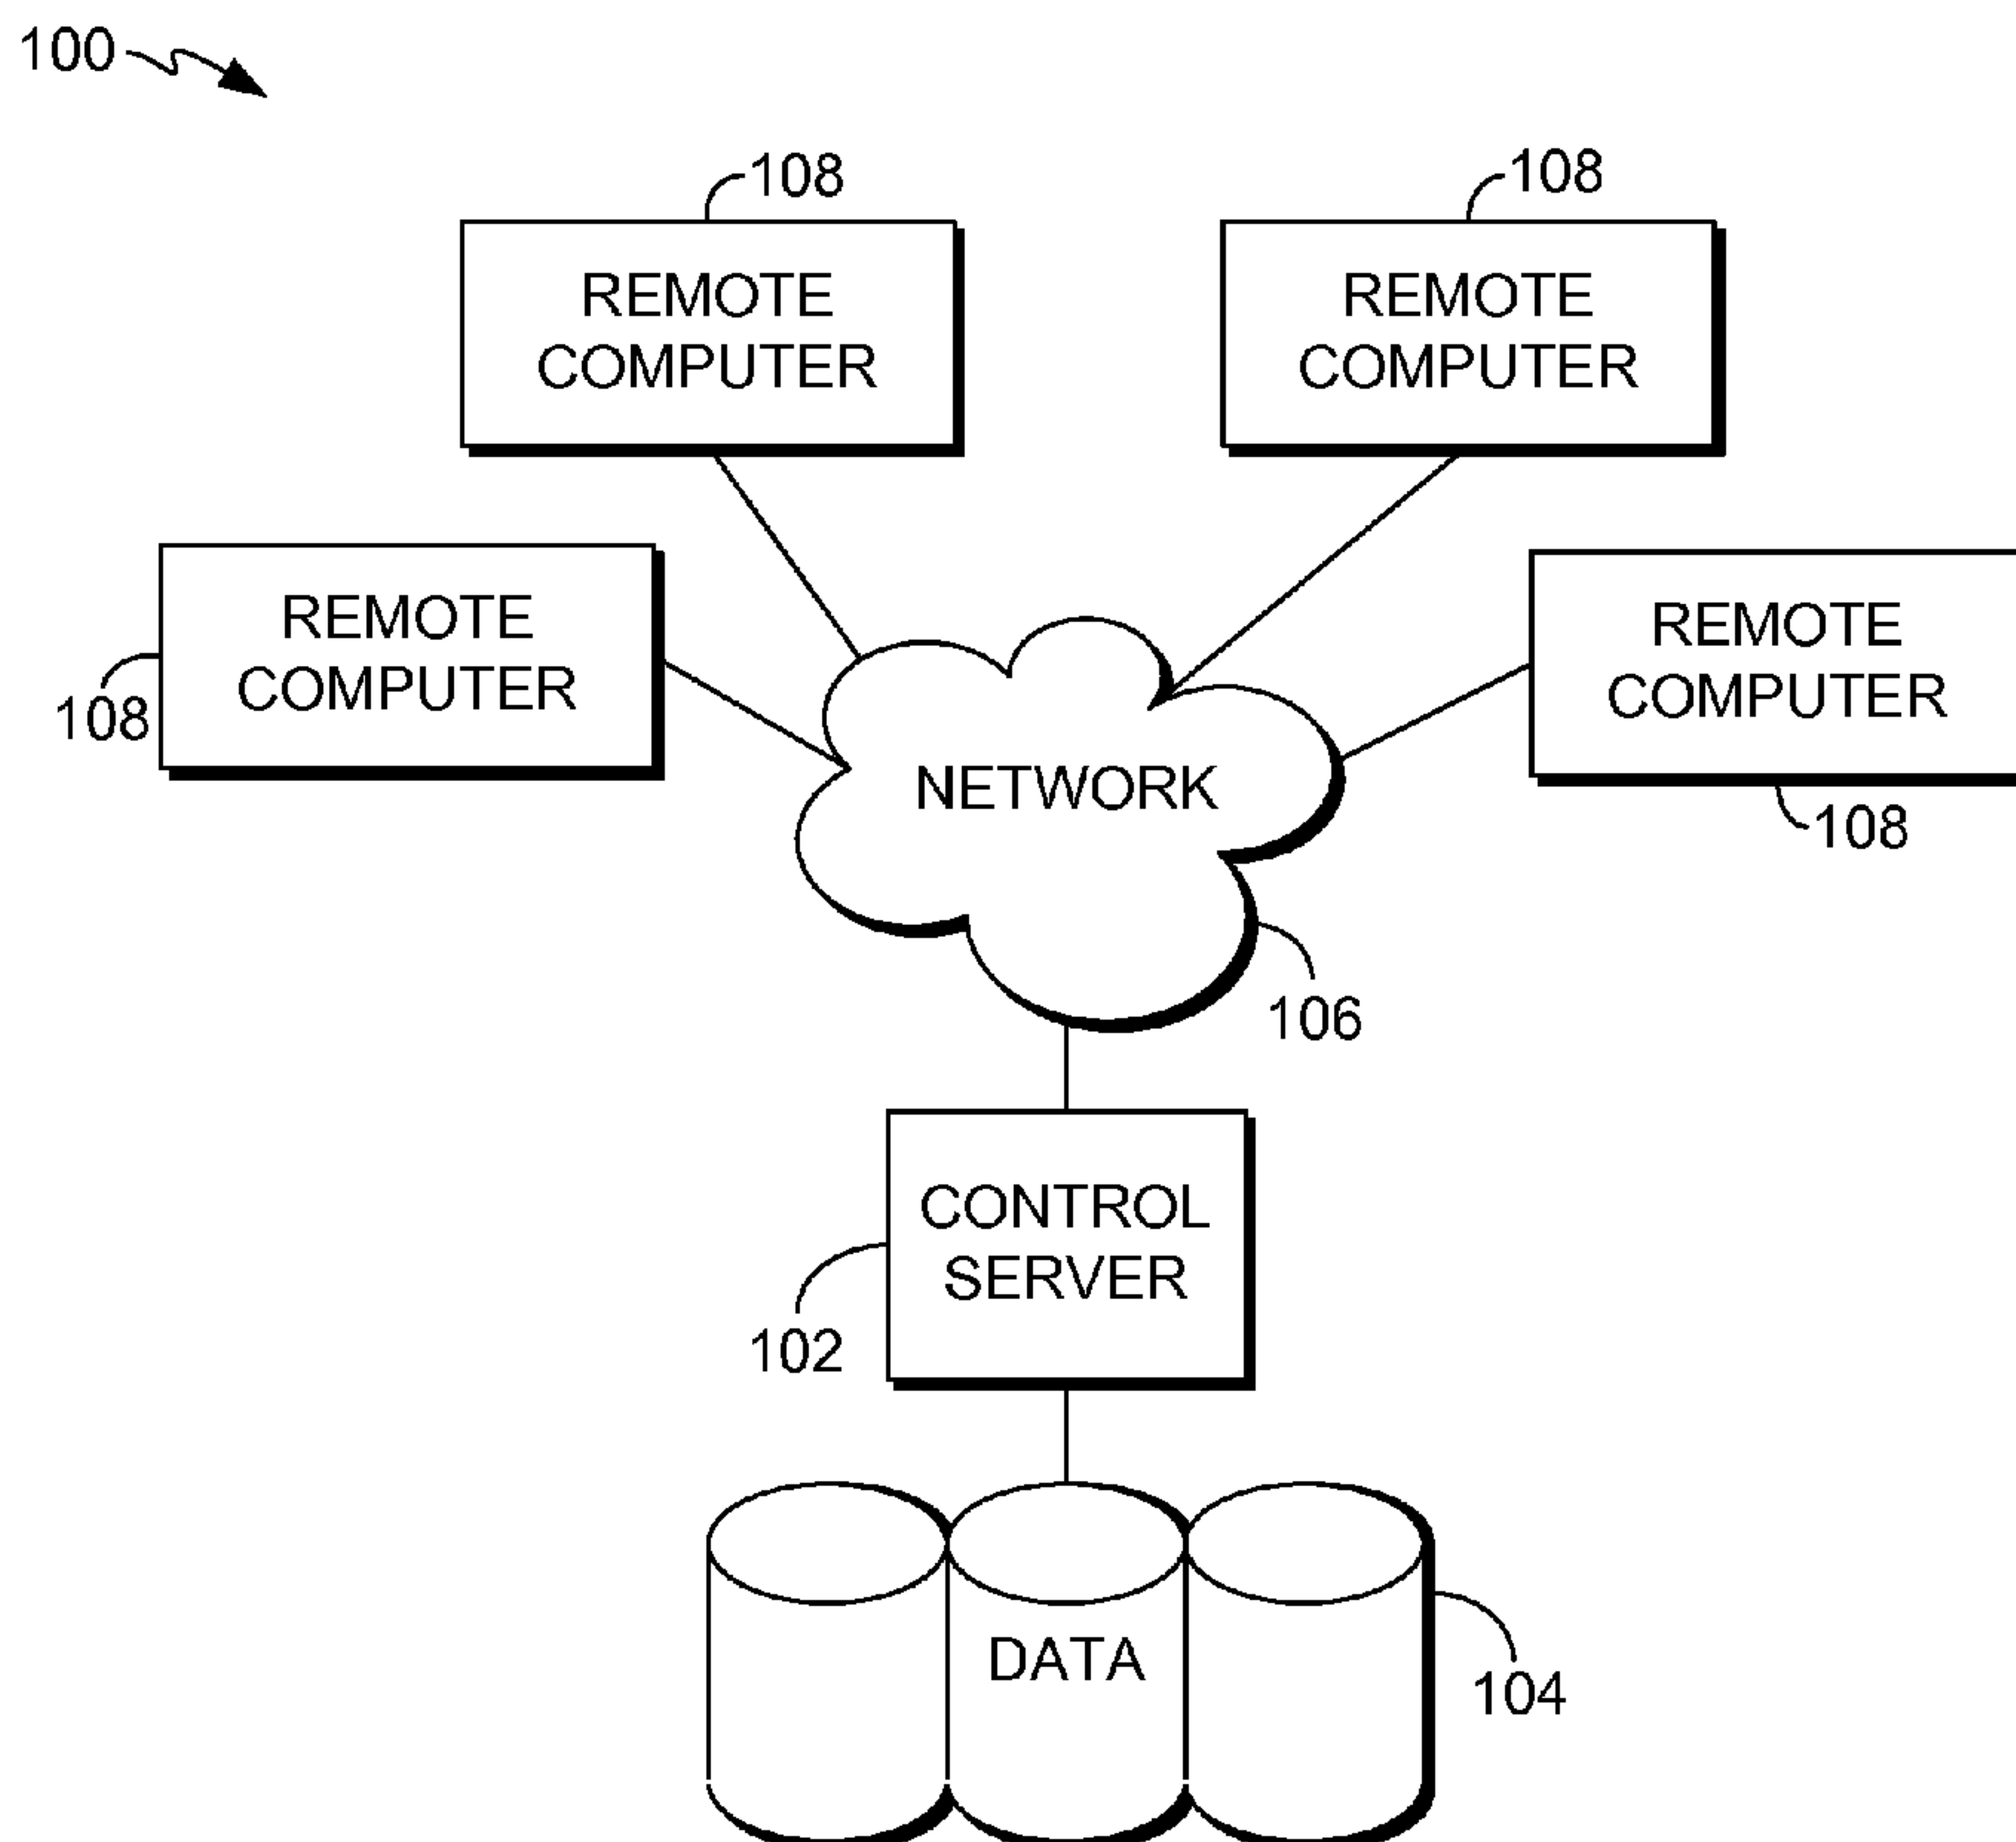 100
108
108
REMOTE
COMPUTER
REMOTE
COMPUTER
REMOTE
COMPUTER
REMOTE
COMPUTER
108
108
NETWORK
106
CONTROL
SERVER
102
DATA
104